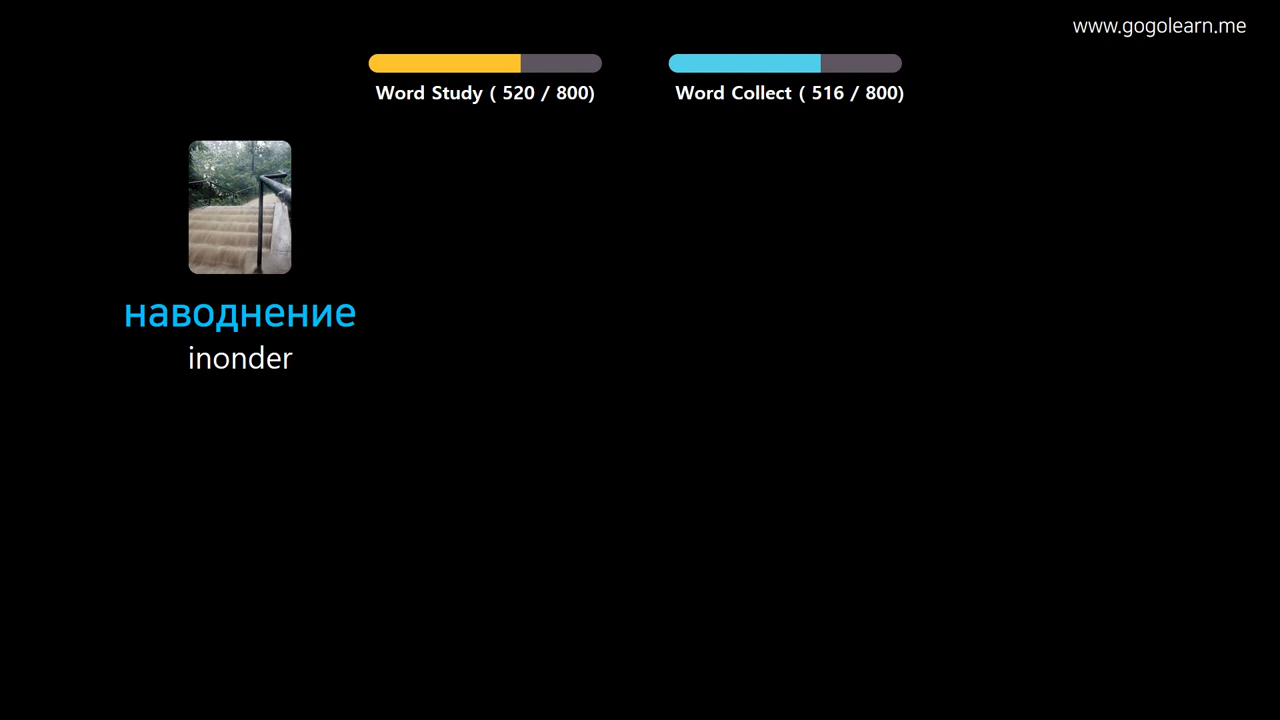 www.gogolearn.me
Word Study ( 520 / 800)
Word Collect ( 516 / 800)
наводнение
inonder